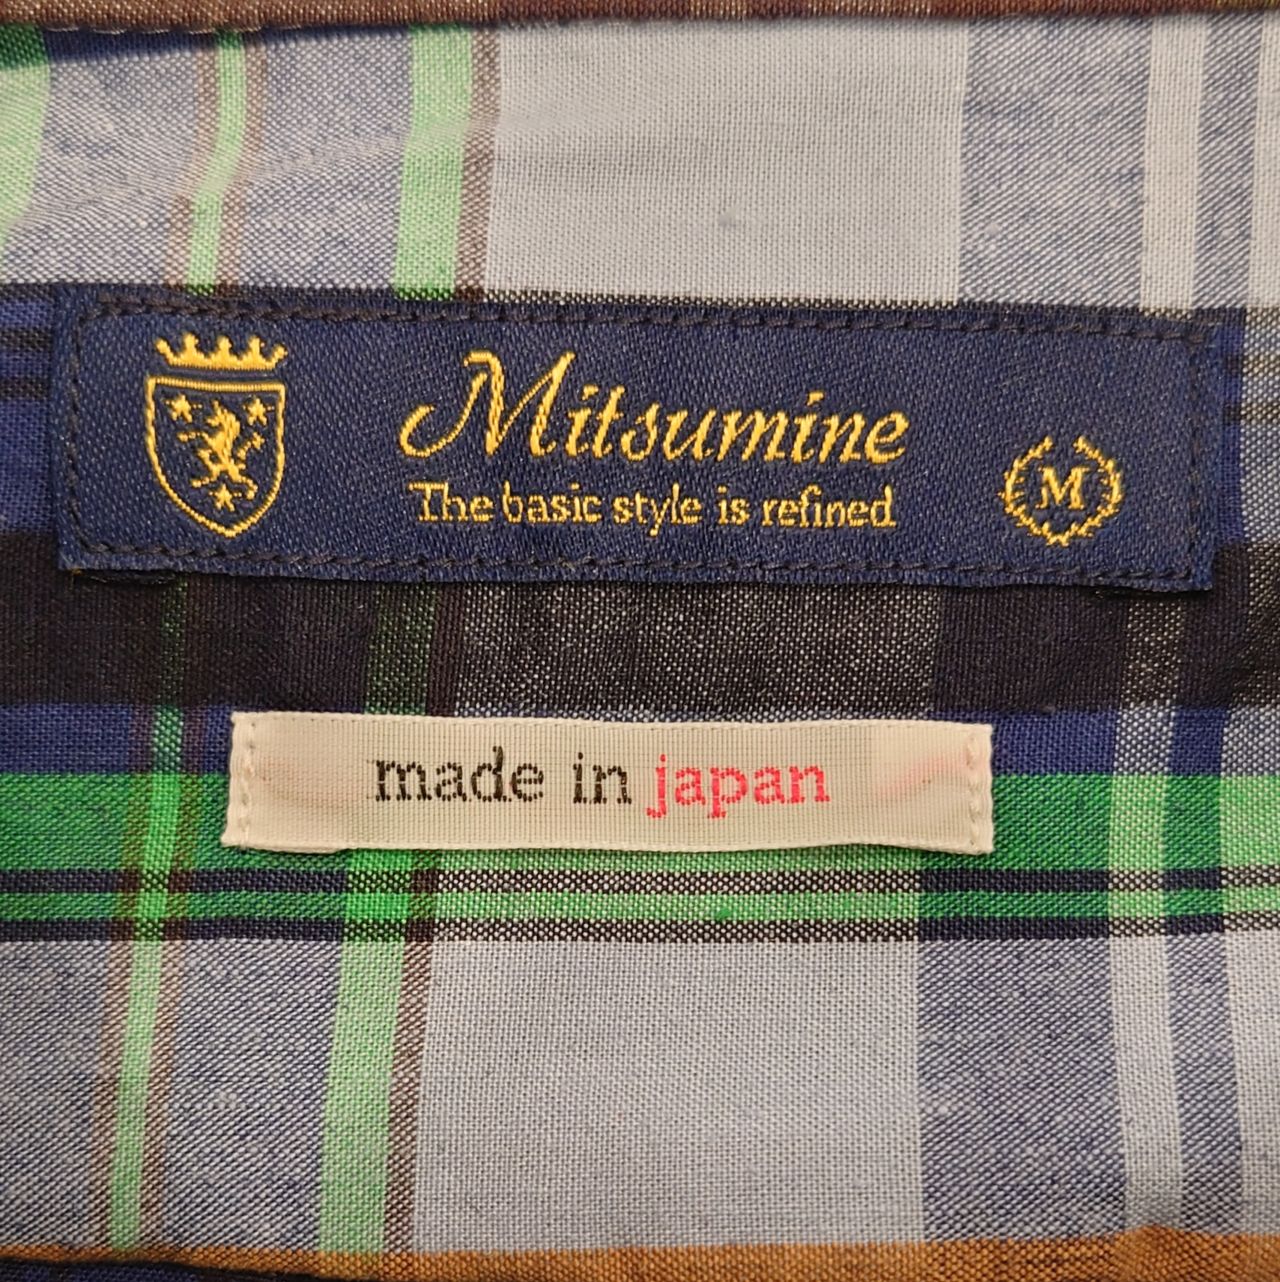 Mitsumine
The basic style is refined
M
made in japan